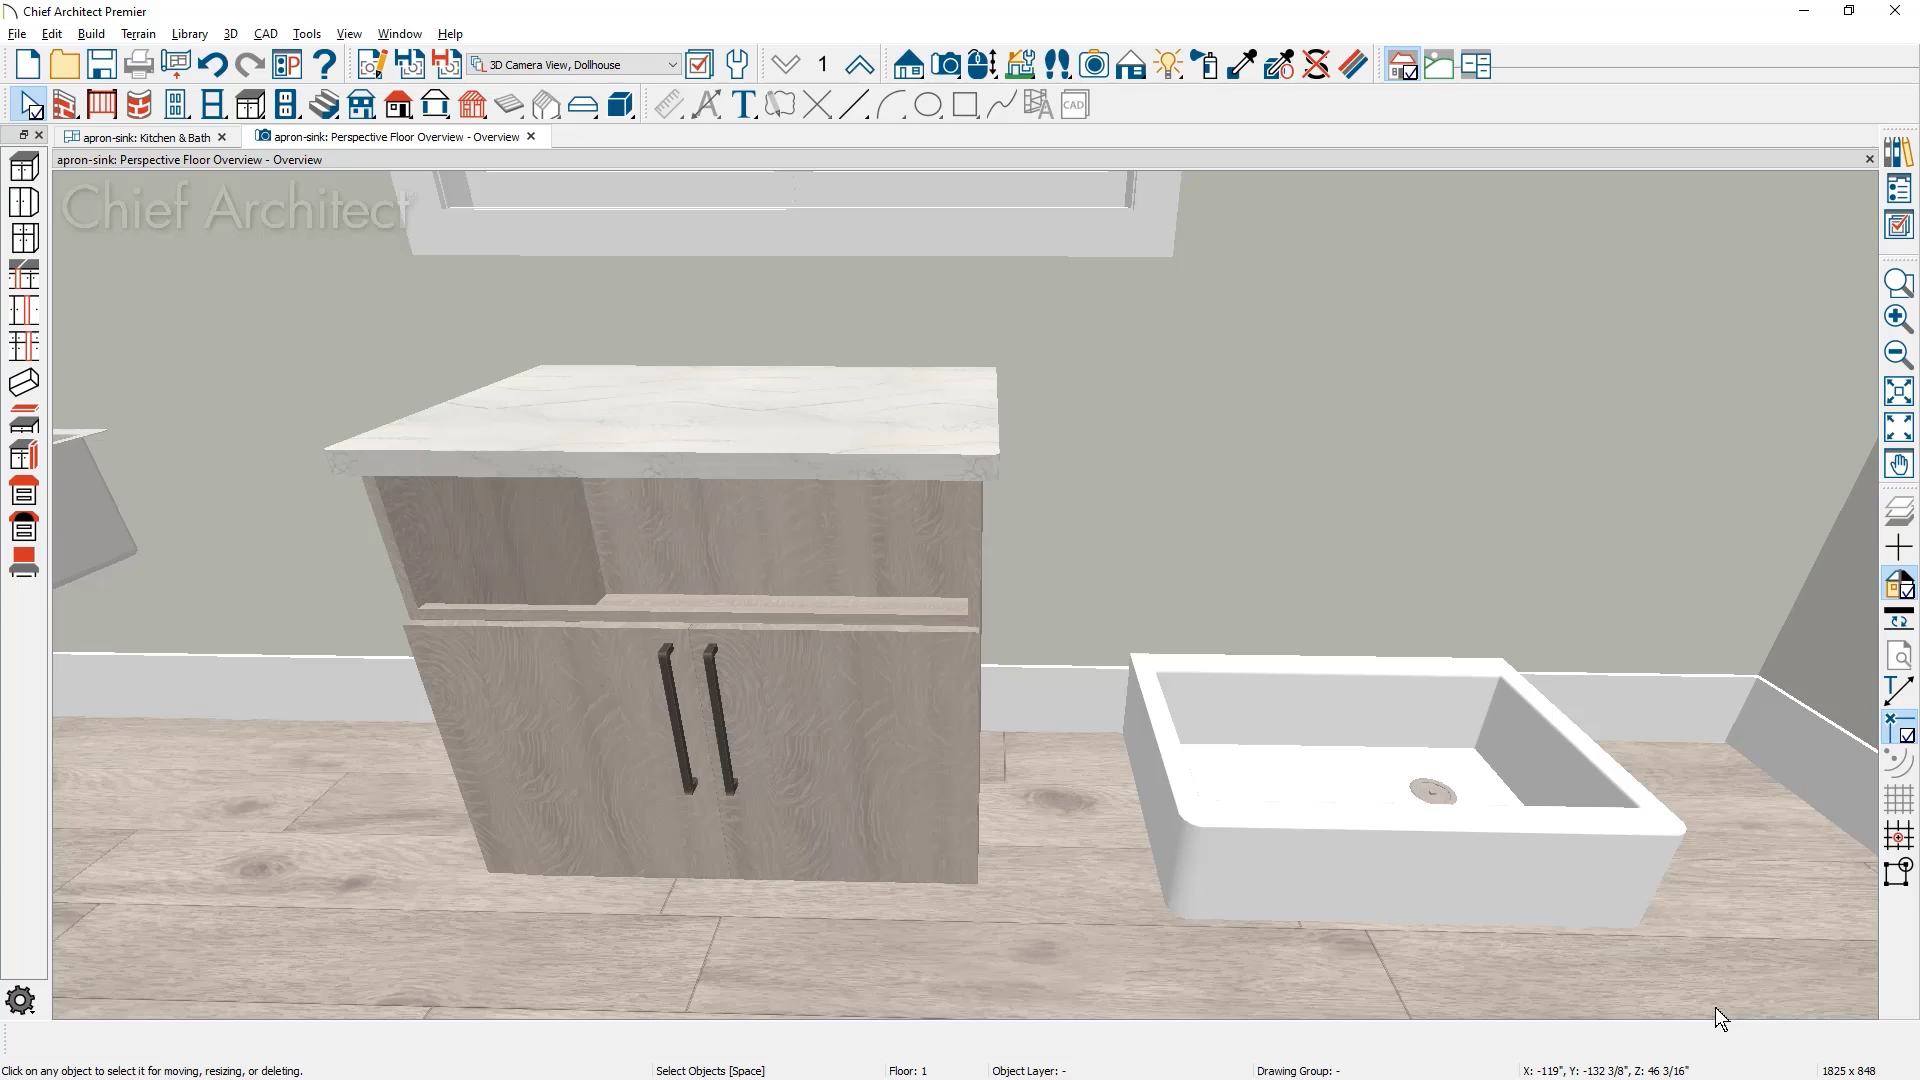 Chief Architect Premier
File Edit Build Terrain Library 3D CAD Tools View Window Help
3D Camera View, Dollhouse
1
CAD
apron-sink: Kitchen & Bath
apron-sink: Perspective Floor Overview - Overview
apron-sink: Perspective Floor Overview - Overview
Chief Architect
Click on any object to select it for moving, resizing, or deleting.
Select Objects [Space]
Floor: 1
Object Layer: -
Drawing Group: -
X: -119", Y: -132 3/8", Z: 46 3/16"
1825 x 848